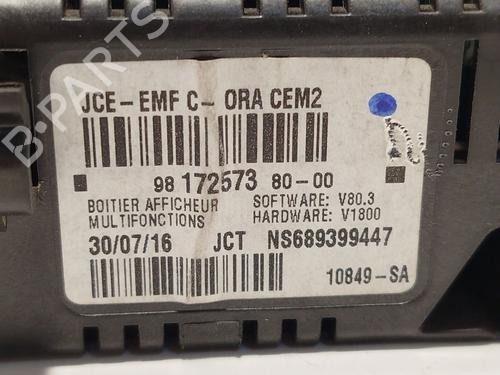 JCE-EMF C- ORA CEM2
98 172573 80-00
BOITIER AFFICHEUR SOFTWARE: V80.3
MULTIFONCTIONS HARDWARE: V1800
30/07/16 JCT NS689399447
10849-SA
B-PARTS